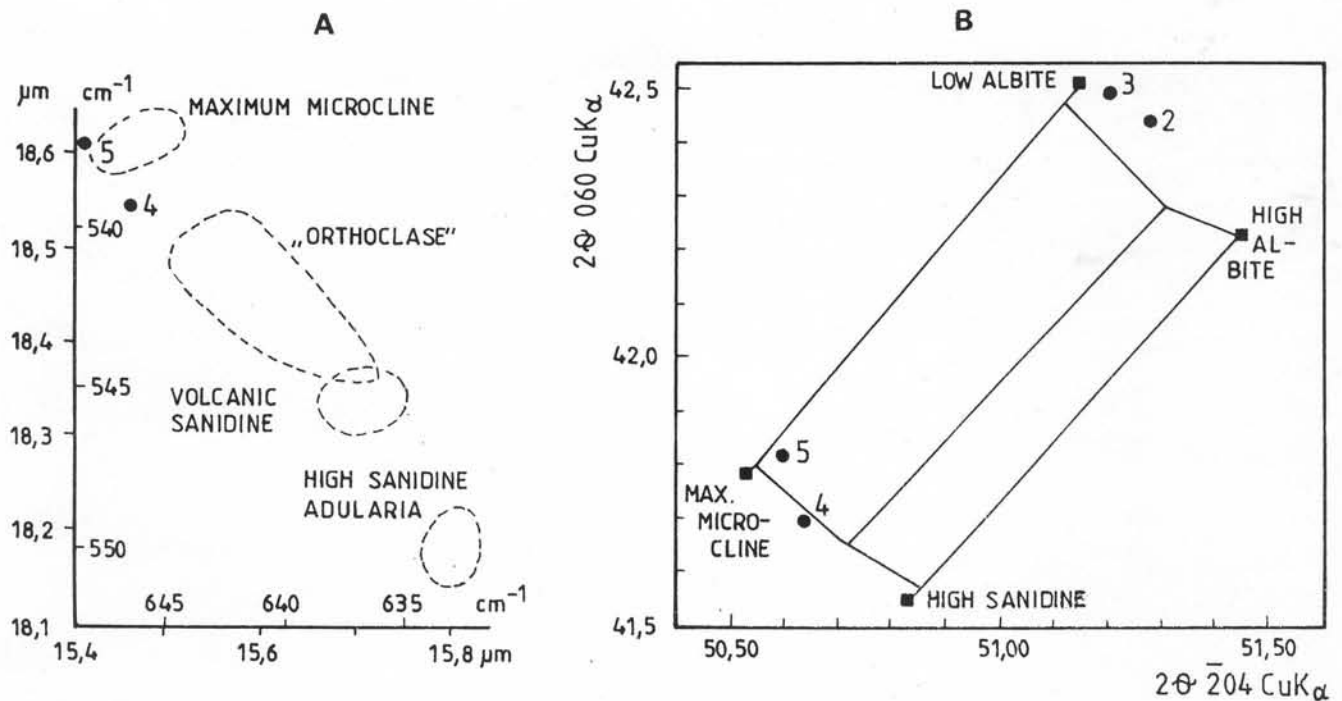 A
µm cm⁻¹
MAXIMUM MICROCLINE
18,6
5
4
540
„ORTHOCLASE"
18,5
18,4
545
VOLCANIC
SANIDINE
18,3
HIGH SANIDINE
ADULARIA
18,2
550
645 640 635 cm⁻¹
18,1
15,4 15,6 15,8 µm
B
2Θ 060 CuKα
42,5
LOW ALBITE
3
2
HIGH
AL-
BITE
42,0
5
MAX.
MICRO-
CLINE
4
HIGH SANIDINE
41,5
50,50 51,00 51,50
2Θ 2̅04 CuKα